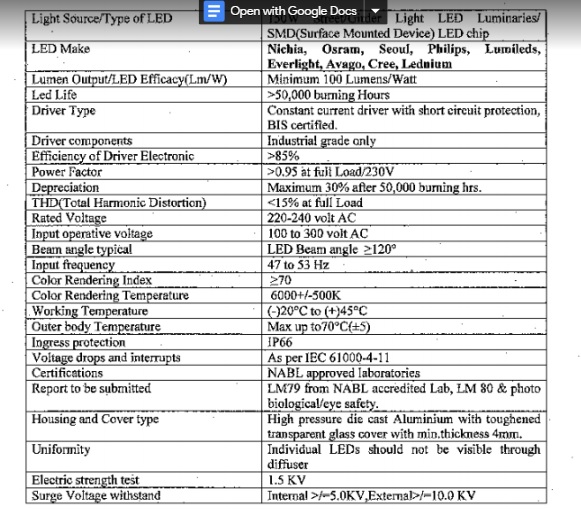 Open with Google Docs
Light Source/Type of LED Light LED Luminaries/
SMD(Surface Mounted Device) LED chip
LED Make Nichia, Osram, Seoul, Philips, Lumileds,
Everlight, Avago, Cree, Lednium
Lumen Output/LED Efficacy(Lm/W) Minimum 100 Lumens/Watt
Led Life >50,000 burning Hours
Driver Type Constant current driver with short circuit protection,
BIS certified.
Driver components Industrial grade only
Efficiency of Driver Electronic >85%
Power Factor >0.95 at full Load/230V
Depreciation Maximum 30% after 50,000 burning hrs.
THD(Total Harmonic Distortion) <15% at full Load
Rated Voltage 220-240 volt AC
Input operative voltage 100 to 300 volt AC
Beam angle typical LED Beam angle ≥120°
Input frequency 47 to 53 Hz
Color Rendering Index ≥70
Color Rendering Temperature 6000+/-500K
Working Temperature (-)20°C to (+)45°C
Outer body Temperature Max up to70°C(±5)
Ingress protection IP66
Voltage drops and interrupts As per IEC 61000-4-11
Certifications NABL approved laboratories
Report to be submitted LM79 from NABL accredited Lab, LM 80 & photo
biological/eye safety.
Housing and Cover type High pressure die cast Aluminium with toughened
transparent glass cover with min.thickness 4mm.
Uniformity Individual LEDs should not be visible through
diffuser
Electric strength test 1.5 KV
Surge Voltage withstand Internal >/=5.0KV,External>/=10.0 KV